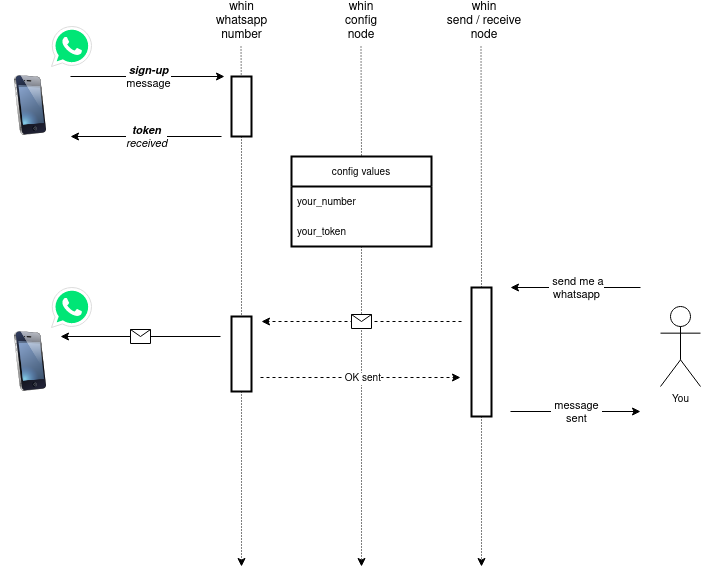 whin
whatsapp
number
whin
config
node
whin
send / receive
node
sign-up
message
token
received
config values
your_number
your_token
send me a
whatsapp
OK sent
You
message
sent